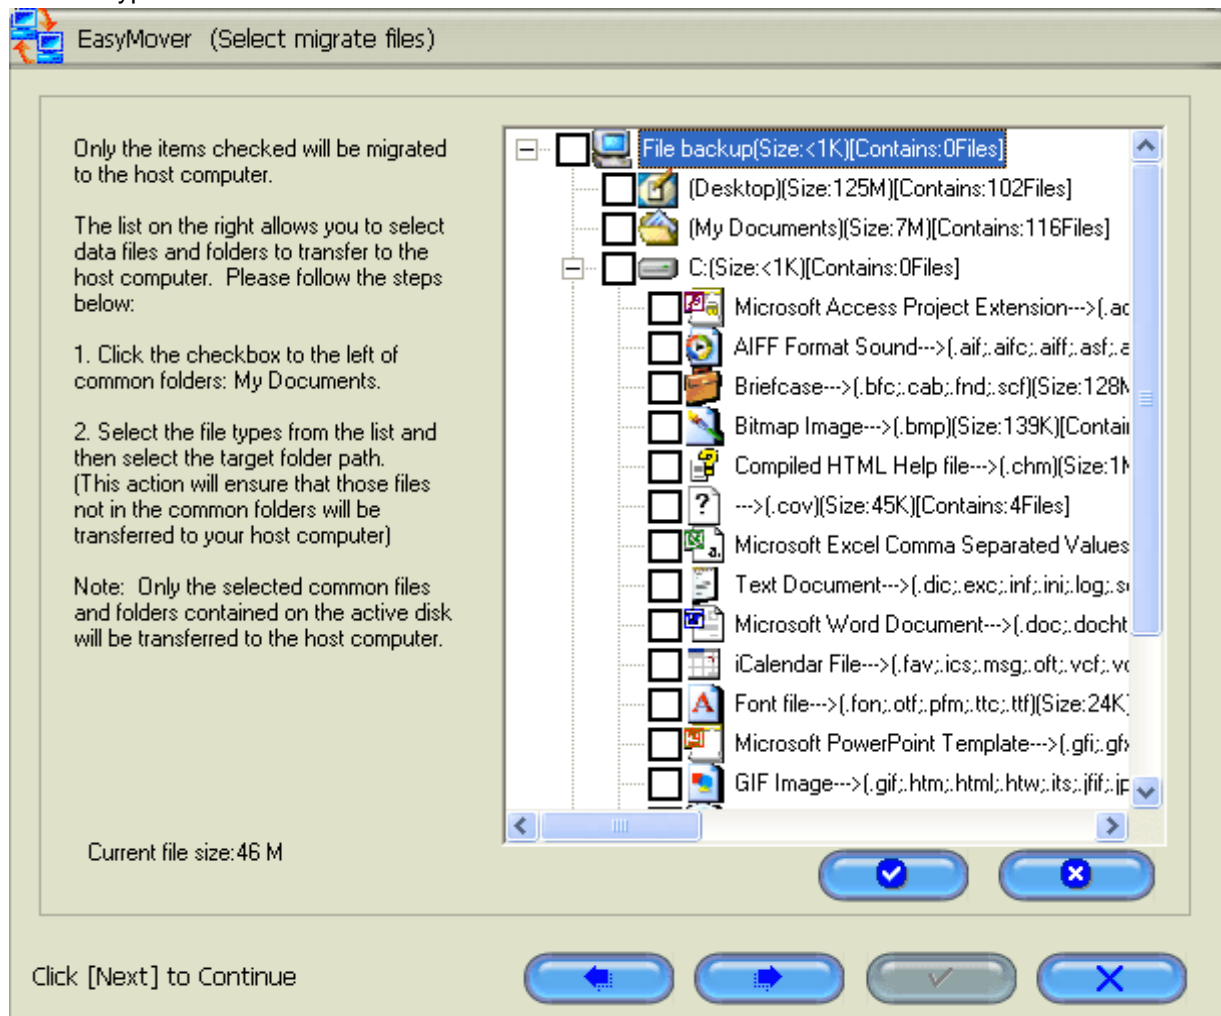 EasyMover (Select migrate files)
Only the items checked will be migrated
to the host computer.
The list on the right allows you to select
data files and folders to transfer to the
host computer. Please follow the steps
below:
1. Click the checkbox to the left of
common folders: My Documents.
2. Select the file types from the list and
then select the target folder path.
(This action will ensure that those files
not in the common folders will be
transferred to your host computer)
Note: Only the selected common files
and folders contained on the active disk
will be transferred to the host computer.
Current file size:46 M
File backup(Size:<1K)[Contains:0Files]
(Desktop)(Size:125M)[Contains:102Files]
(My Documents)(Size:7M)[Contains:116Files]
C:(Size:<1K)[Contains:0Files]
Microsoft Access Project Extension--->(.ac
AIFF Format Sound--->(.aif;.aifc;.aiff;.asf;.a
Briefcase--->(.bfc;.cab;.fnd;.scf)(Size:128M
Bitmap Image--->(.bmp)(Size:139K)[Contai
Compiled HTML Help file--->(.chm)(Size:1M
--->(.cov)(Size:45K)[Contains:4Files]
Microsoft Excel Comma Separated Values
Text Document--->(.dic;.exc;.inf;.ini;.log;.s
Microsoft Word Document--->(.doc;.docht
iCalendar File--->(.fav;.ics;.msg;.oft;.vcf;.vc
Font file--->(.fon;.otf;.pfm;.ttc;.ttf)(Size:24K)
Microsoft PowerPoint Template--->(.gfi;.gfx
GIF Image--->(.gif;.htm;.html;.htw;.its;.jfif;.jp
Click [Next] to Continue